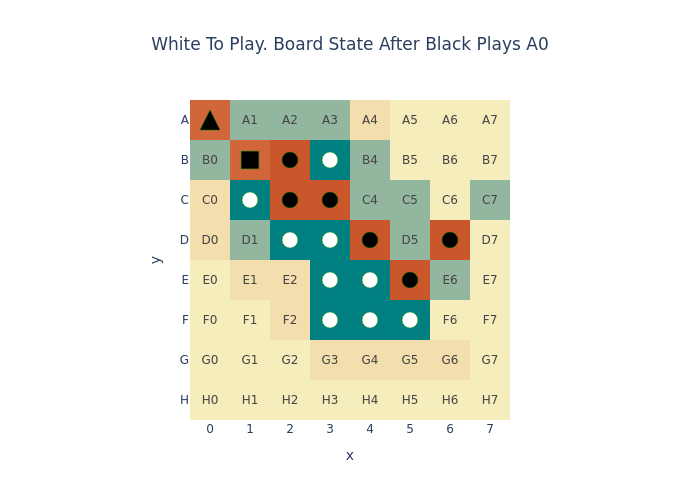 White To Play. Board State After Black Plays A0
A A1 A2 A3 A4 A5 A6 A7
B B0 B4 B5 B6 B7
C C0 C4 C5 C6 C7
D D0 D1 D5 D7
E E0 E1 E2 E6 E7
F F0 F1 F2 F6 F7
G G0 G1 G2 G3 G4 G5 G6 G7
H H0 H1 H2 H3 H4 H5 H6 H7
0 1 2 3 4 5 6 7
x
y